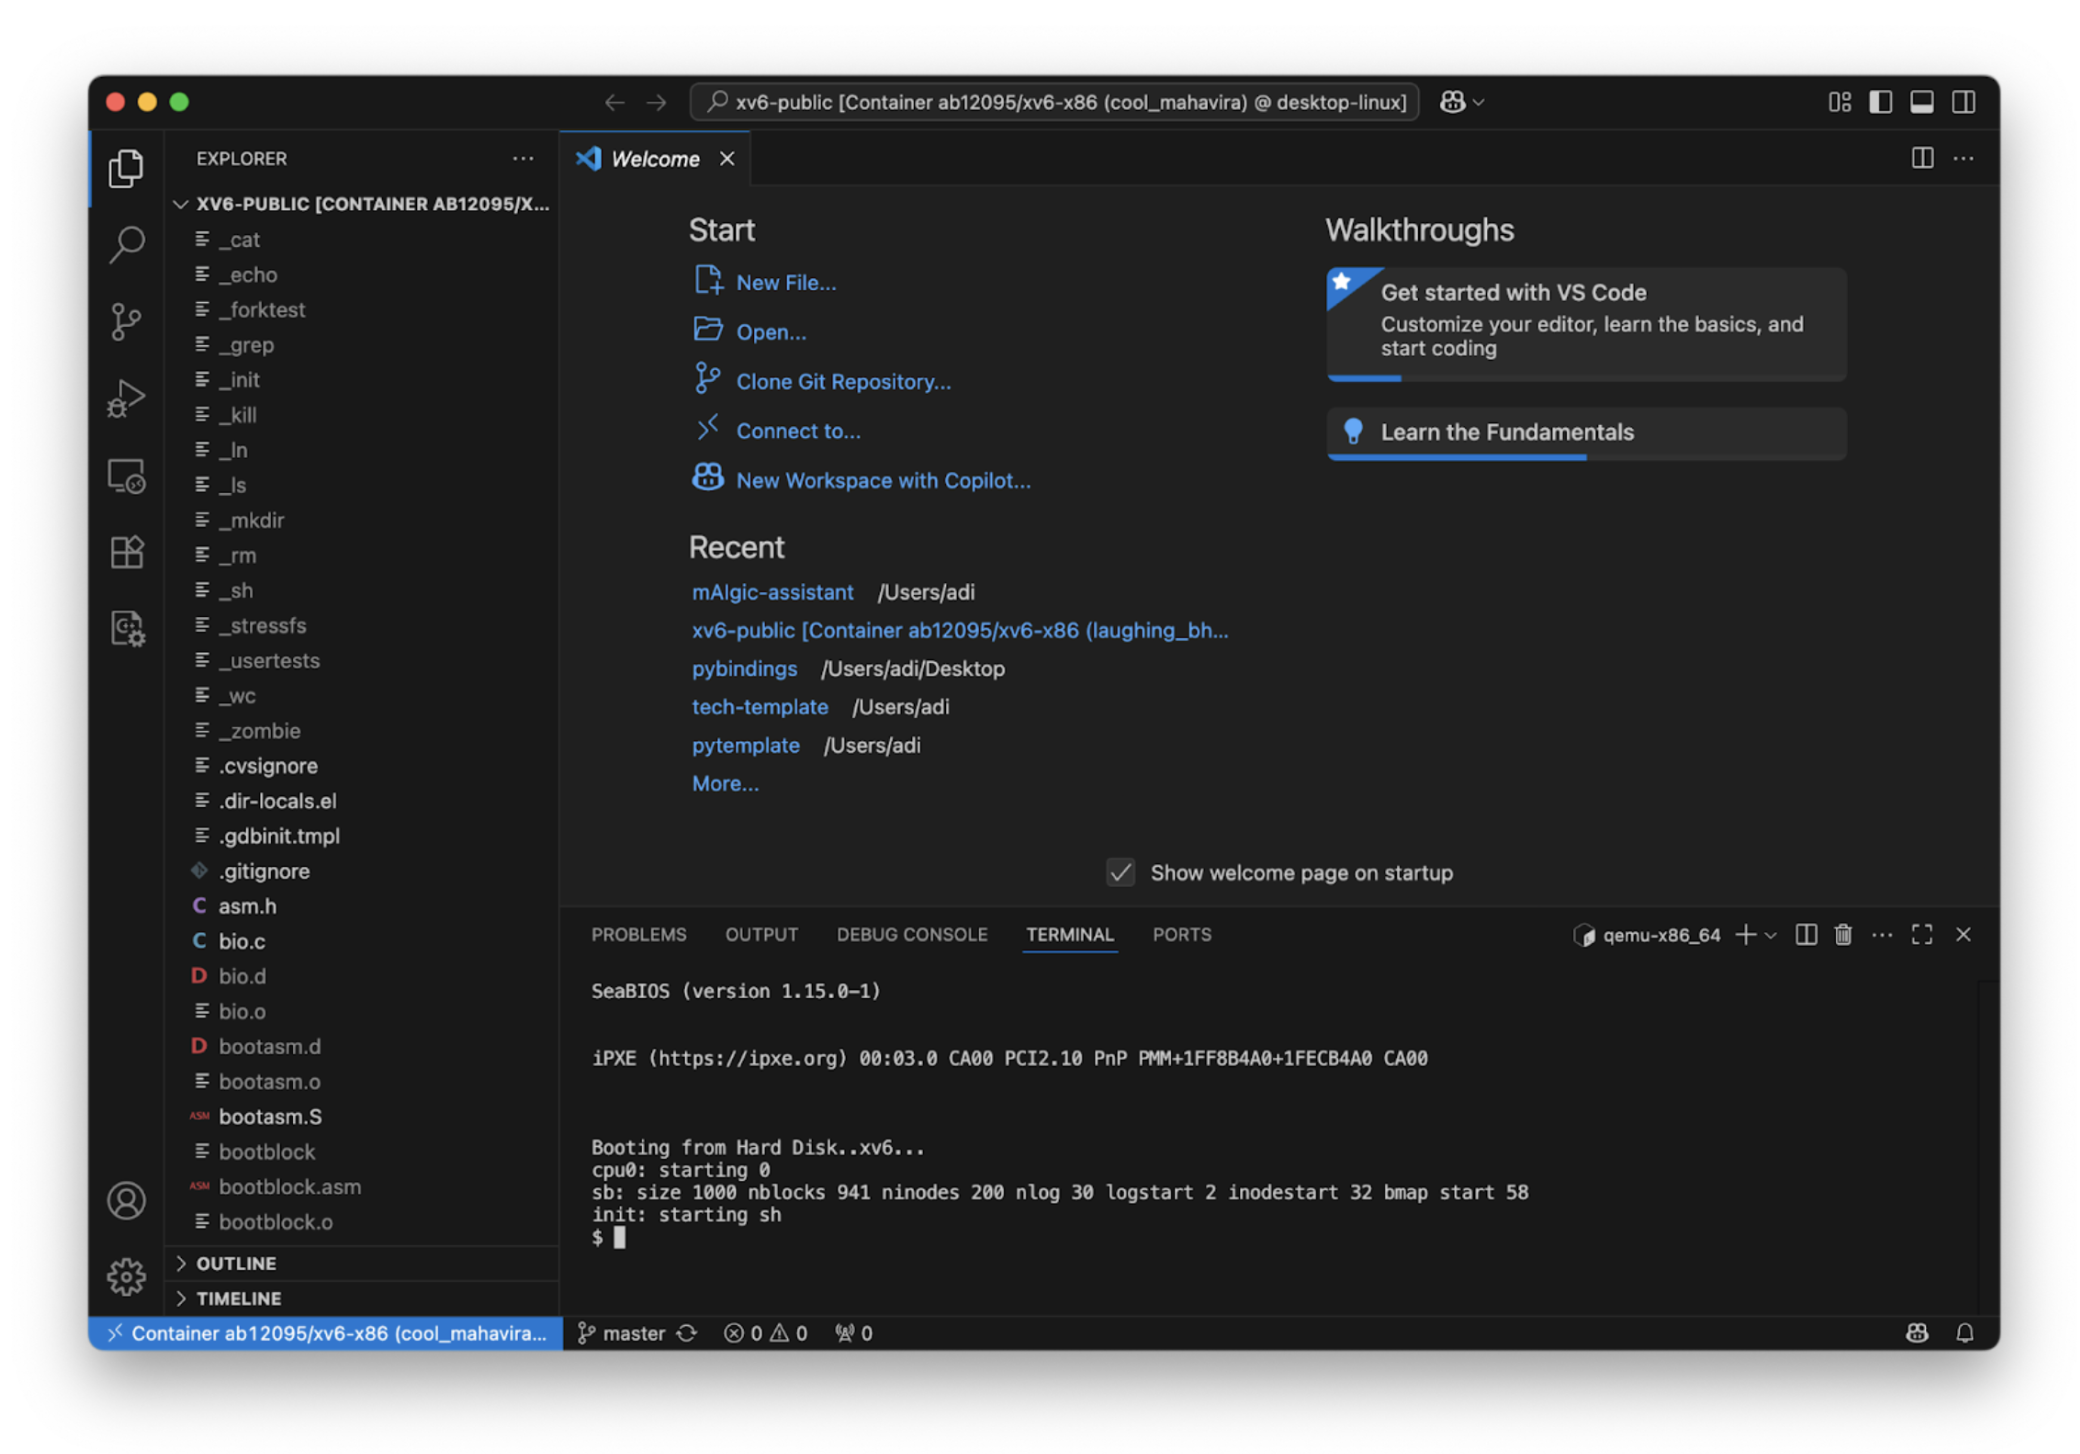 xv6-public [Container ab12095/xv6-x86 (cool_mahavira) @ desktop-linux]
EXPLORER
XV6-PUBLIC [CONTAINER AB12095/X...
_cat
_echo
_forktest
_grep
_init
_kill
_ln
_ls
_mkdir
_rm
_sh
_stressfs
_usertests
_wc
_zombie
.cvsignore
.dir-locals.el
.gdbinit.tmpl
.gitignore
C asm.h
C bio.c
D bio.d
bio.o
D bootasm.d
bootasm.o
ASM bootasm.S
bootblock
ASM bootblock.asm
bootblock.o
OUTLINE
TIMELINE
Welcome
Start
New File...
Open...
Clone Git Repository...
Connect to...
New Workspace with Copilot...
Recent
mAIgic-assistant /Users/adi
xv6-public [Container ab12095/xv6-x86 (laughing_bh...
pybindings /Users/adi/Desktop
tech-template /Users/adi
pytemplate /Users/adi
More...
Walkthroughs
Get started with VS Code
Customize your editor, learn the basics, and
start coding
Learn the Fundamentals
Show welcome page on startup
PROBLEMS OUTPUT DEBUG CONSOLE TERMINAL PORTS
qemu-x86_64
SeaBIOS (version 1.15.0-1)
iPXE (https://ipxe.org) 00:03.0 CA00 PCI2.10 PnP PMM+1FF8B4A0+1FECB4A0 CA00
Booting from Hard Disk..xv6...
cpu0: starting 0
sb: size 1000 nblocks 941 ninodes 200 nlog 30 logstart 2 inodestart 32 bmap start 58
init: starting sh
$
Container ab12095/xv6-x86 (cool_mahavira...
master
0 0
0